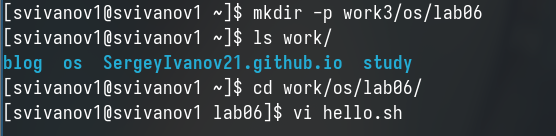 [svivanov1@svivanov1 ~]$ mkdir -p work3/os/lab06
[svivanov1@svivanov1 ~]$ ls work/
blog  os  SergeyIvanov21.github.io  study
[svivanov1@svivanov1 ~]$ cd work/os/lab06/
[svivanov1@svivanov1 lab06]$ vi hello.sh